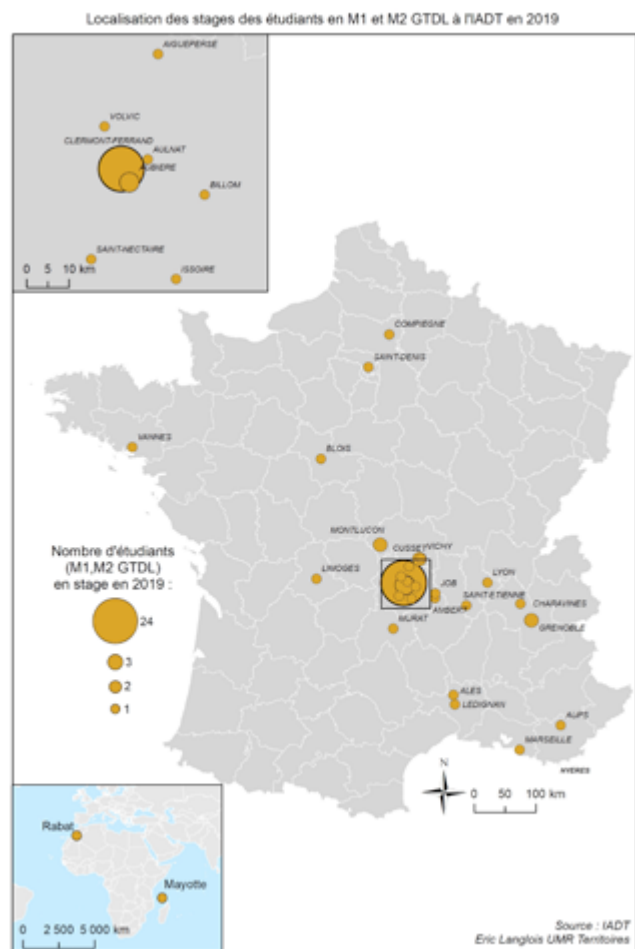 Localisation des stages des étudiants en M1 et M2 GTDL à l'IADT en 2019
AIGUEPERSE
VOLVIC
CLERMONT-FERRAND
AULNAT
AUBIERE
BILLOM
SAINT-NECTAIRE
ISSOIRE
0 5 10 km
COMPIEGNE
SAINT-DENIS
VANNES
BLOIS
MONTLUCON
CUSSET
VICHY
LIMOGES
LYON
JOB
SAINT-ETIENNE
CHARAVINES
AMBERT
GRENOBLE
MURAT
ALES
LEDIGNAN
AUPS
MARSEILLE
HYERES
Nombre d'étudiants
(M1,M2 GTDL)
en stage en 2019 :
24
3
2
1
N
0 50 100 km
Rabat
Mayotte
0 2 500 5 000 km
Source : IADT
Eric Langlois UMR Territoires